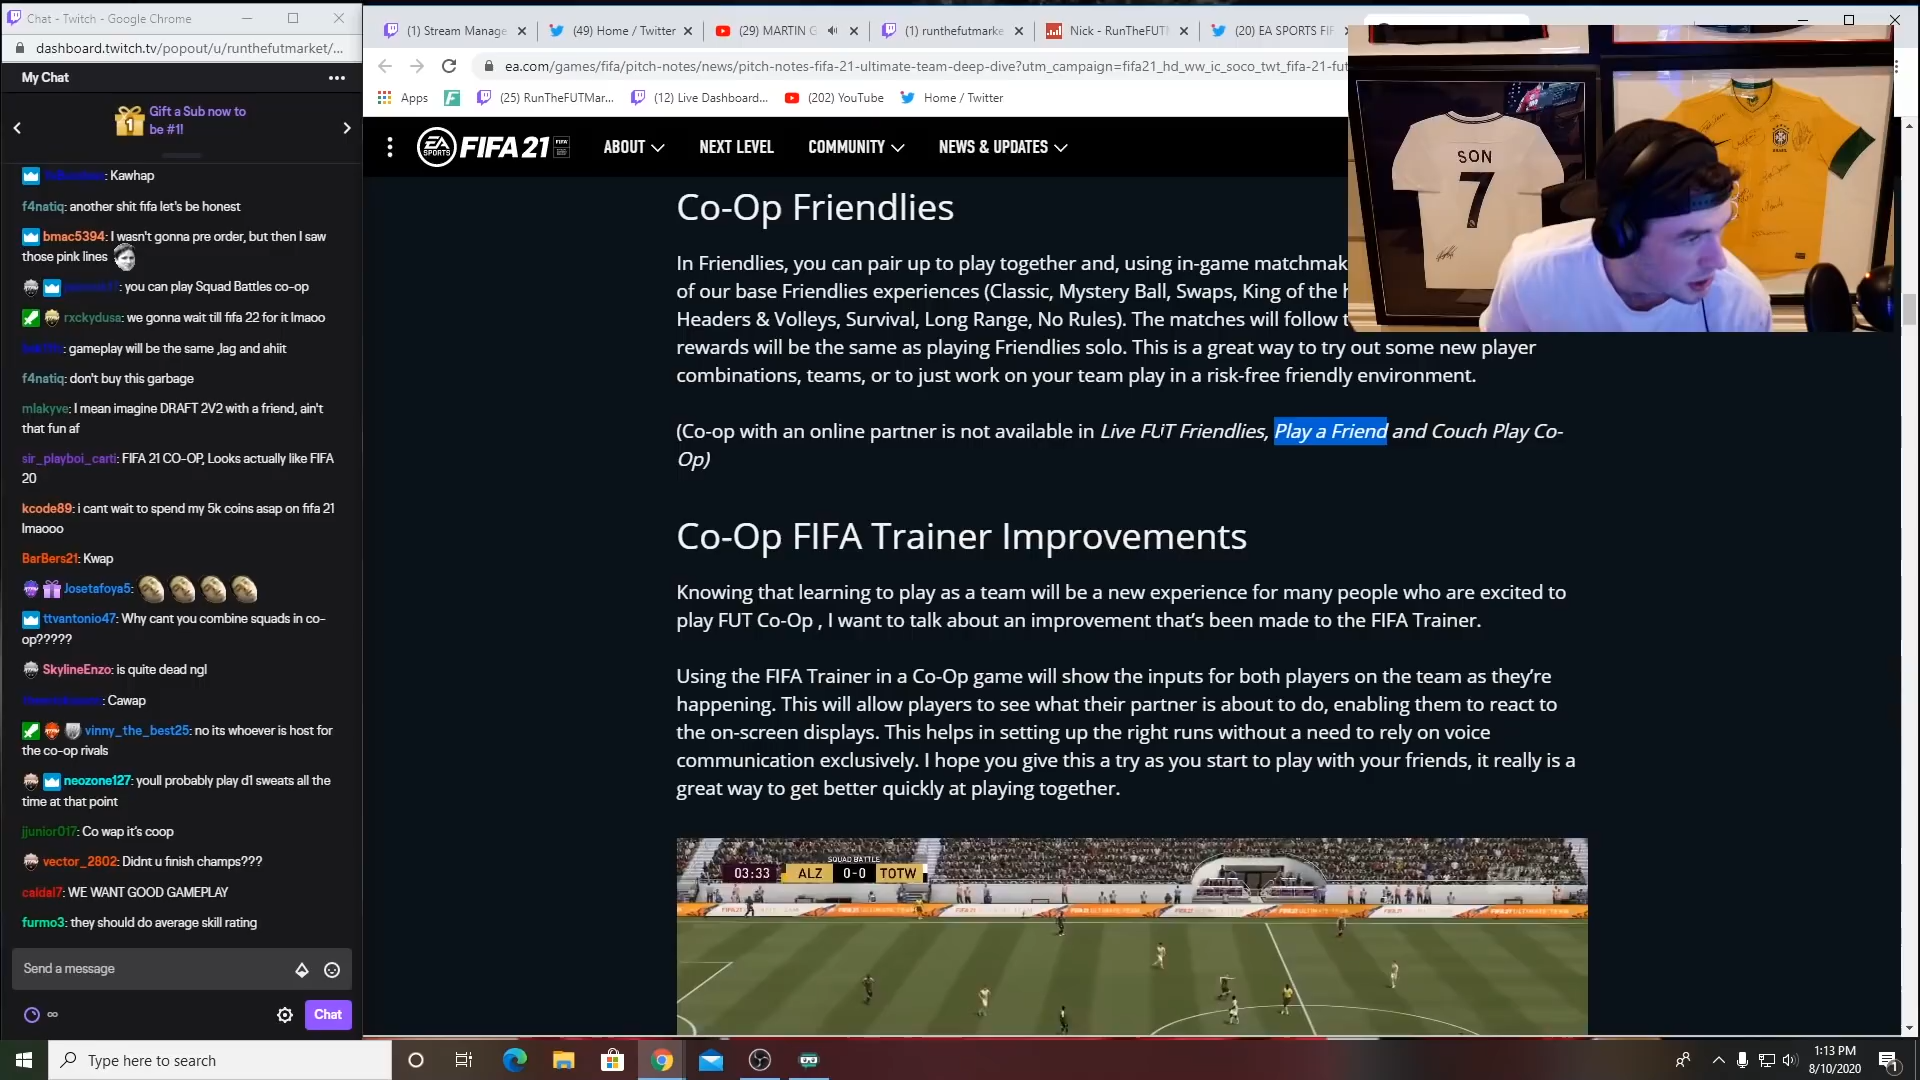 Chat - Twitch - Google Chrome
dashboard.twitch.tv/popout/u/runthefutmarket/...
My Chat
Gift a Sub now to
be #1!
1
: Kawhap
f4natiq: another shit fifa let's be honest
bmac5394: I wasn't gonna pre order, but then I saw
those pink lines
: you can play Squad Battles co-op
rxckydusa: we gonna wait till fifa 22 for it lmaoo
: gameplay will be the same ,lag and ahiit
f4natiq: don't buy this garbage
mlakyve: I mean imagine DRAFT 2V2 with a friend, ain't
that fun af
sir_playboi_carti: FIFA 21 CO-OP, Looks actually like FIFA
20
kcode89: i cant wait to spend my 5k coins asap on fifa 21
lmaooo
BarBers21: Kwap
Josetafoya5:
ttvantonio47: Why cant you combine squads in co-
op?????
SkylineEnzo: is quite dead ngl
: Cawap
vinny_the_best25: no its whoever is host for
the co-op rivals
neozone127: youll probably play d1 sweats all the
time at that point
jjunior017: Co wap it's coop
vector_2802: Didnt u finish champs???
caldal7: WE WANT GOOD GAMEPLAY
furmo3: they should do average skill rating
Send a message
Chat
(1) Stream Manage
(49) Home / Twitter
(29) MARTIN G
(1) runthefutmarke
Nick - RunTheFUT
(20) EA SPORTS FIF
ea.com/games/fifa/pitch-notes/news/pitch-notes-fifa-21-ultimate-team-deep-dive?utm_campaign=fifa21_hd_ww_ic_soco_twt_fifa-21-fut
Apps
(25) RunTheFUTMar...
(12) Live Dashboard...
(202) YouTube
Home / Twitter
EA SPORTS FIFA 21
ABOUT
NEXT LEVEL
COMMUNITY
NEWS & UPDATES
SON
7
BRASIL
Co-Op Friendlies
In Friendlies, you can pair up to play together and, using in-game matchmak
of our base Friendlies experiences (Classic, Mystery Ball, Swaps, King of the h
Headers & Volleys, Survival, Long Range, No Rules). The matches will follow t
rewards will be the same as playing Friendlies solo. This is a great way to try out some new player
combinations, teams, or to just work on your team play in a risk-free friendly environment.
(Co-op with an online partner is not available in Live FUT Friendlies, Play a Friend and Couch Play Co-
Op)
Co-Op FIFA Trainer Improvements
Knowing that learning to play as a team will be a new experience for many people who are excited to
play FUT Co-Op , I want to talk about an improvement that's been made to the FIFA Trainer.
Using the FIFA Trainer in a Co-Op game will show the inputs for both players on the team as they're
happening. This will allow players to see what their partner is about to do, enabling them to react to
the on-screen displays. This helps in setting up the right runs without a need to rely on voice
communication exclusively. I hope you give this a try as you start to play with your friends, it really is a
great way to get better quickly at playing together.
SQUAD BATTLE
03:33 ALZ 0-0 TOTW
Type here to search
1:13 PM
8/10/2020
1